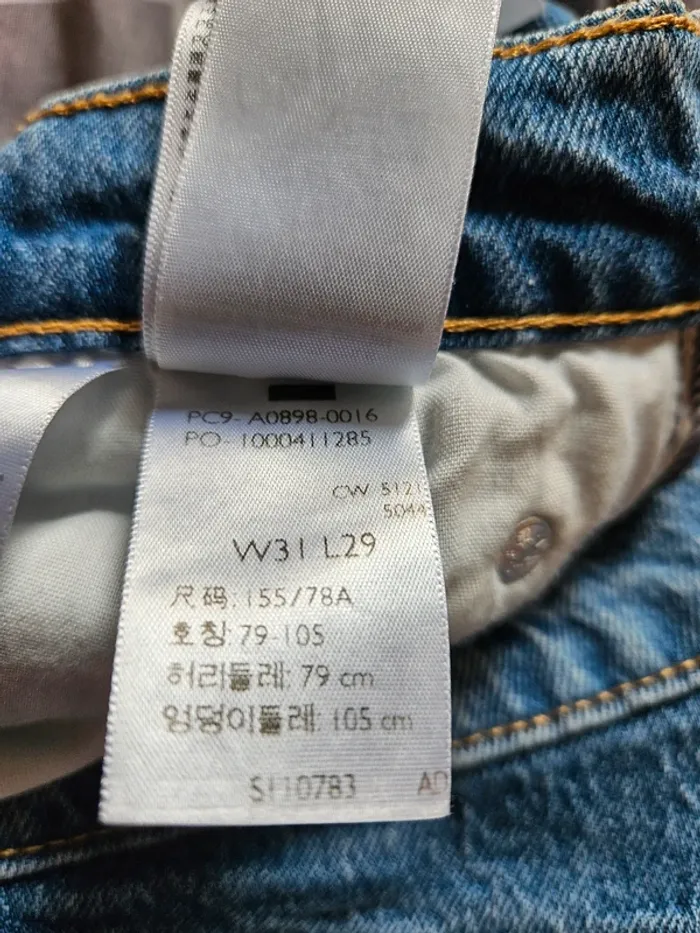 PC9- A0898-0016
PO- 1000411285
CW 5121
5044
W31 L29
尺码: 155/78A
호칭: 79-105
허리둘레: 79 cm
엉덩이둘레: 105 cm
S110783 AD